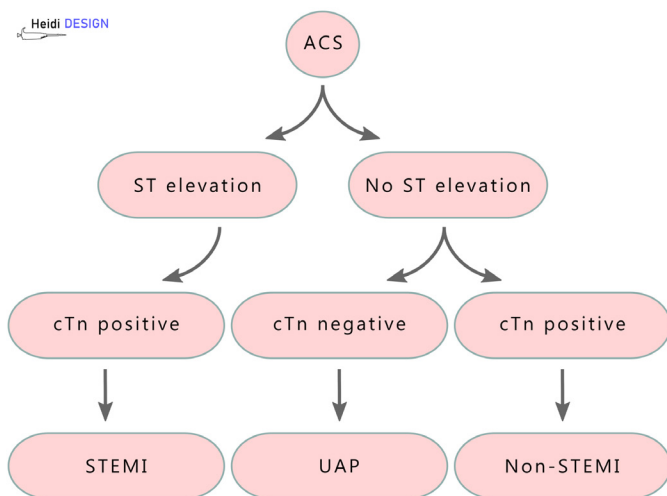 Heidi DESIGN
ACS
ST elevation
No ST elevation
cTn positive
cTn negative
cTn positive
STEMI
UAP
Non-STEMI